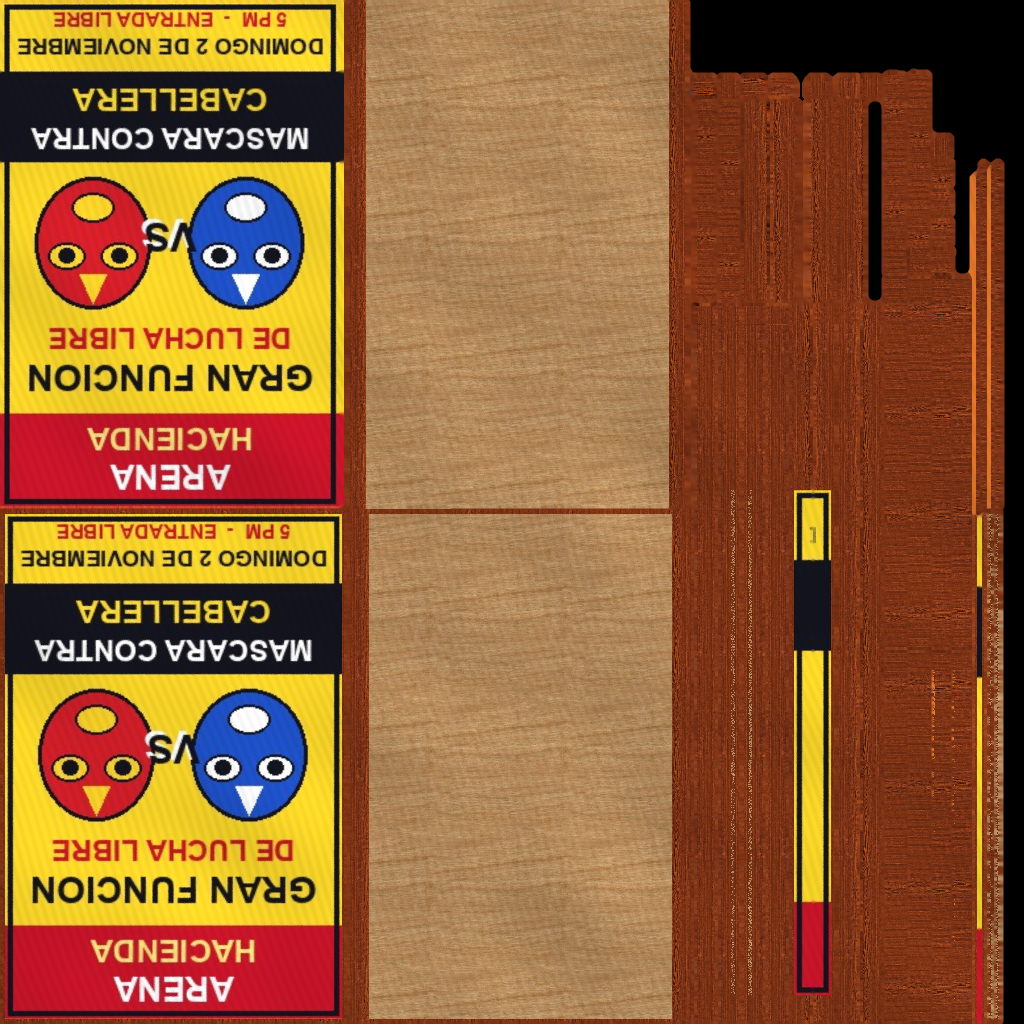 ARENA
HACIENDA
GRAN FUNCION
DE LUCHA LIBRE
VS
MASCARA CONTRA
CABELLERA
DOMINGO 2 DE NOVIEMBRE
5 PM - ENTRADA LIBRE
ARENA
HACIENDA
GRAN FUNCION
DE LUCHA LIBRE
VS
MASCARA CONTRA
CABELLERA
DOMINGO 2 DE NOVIEMBRE
5 PM - ENTRADA LIBRE